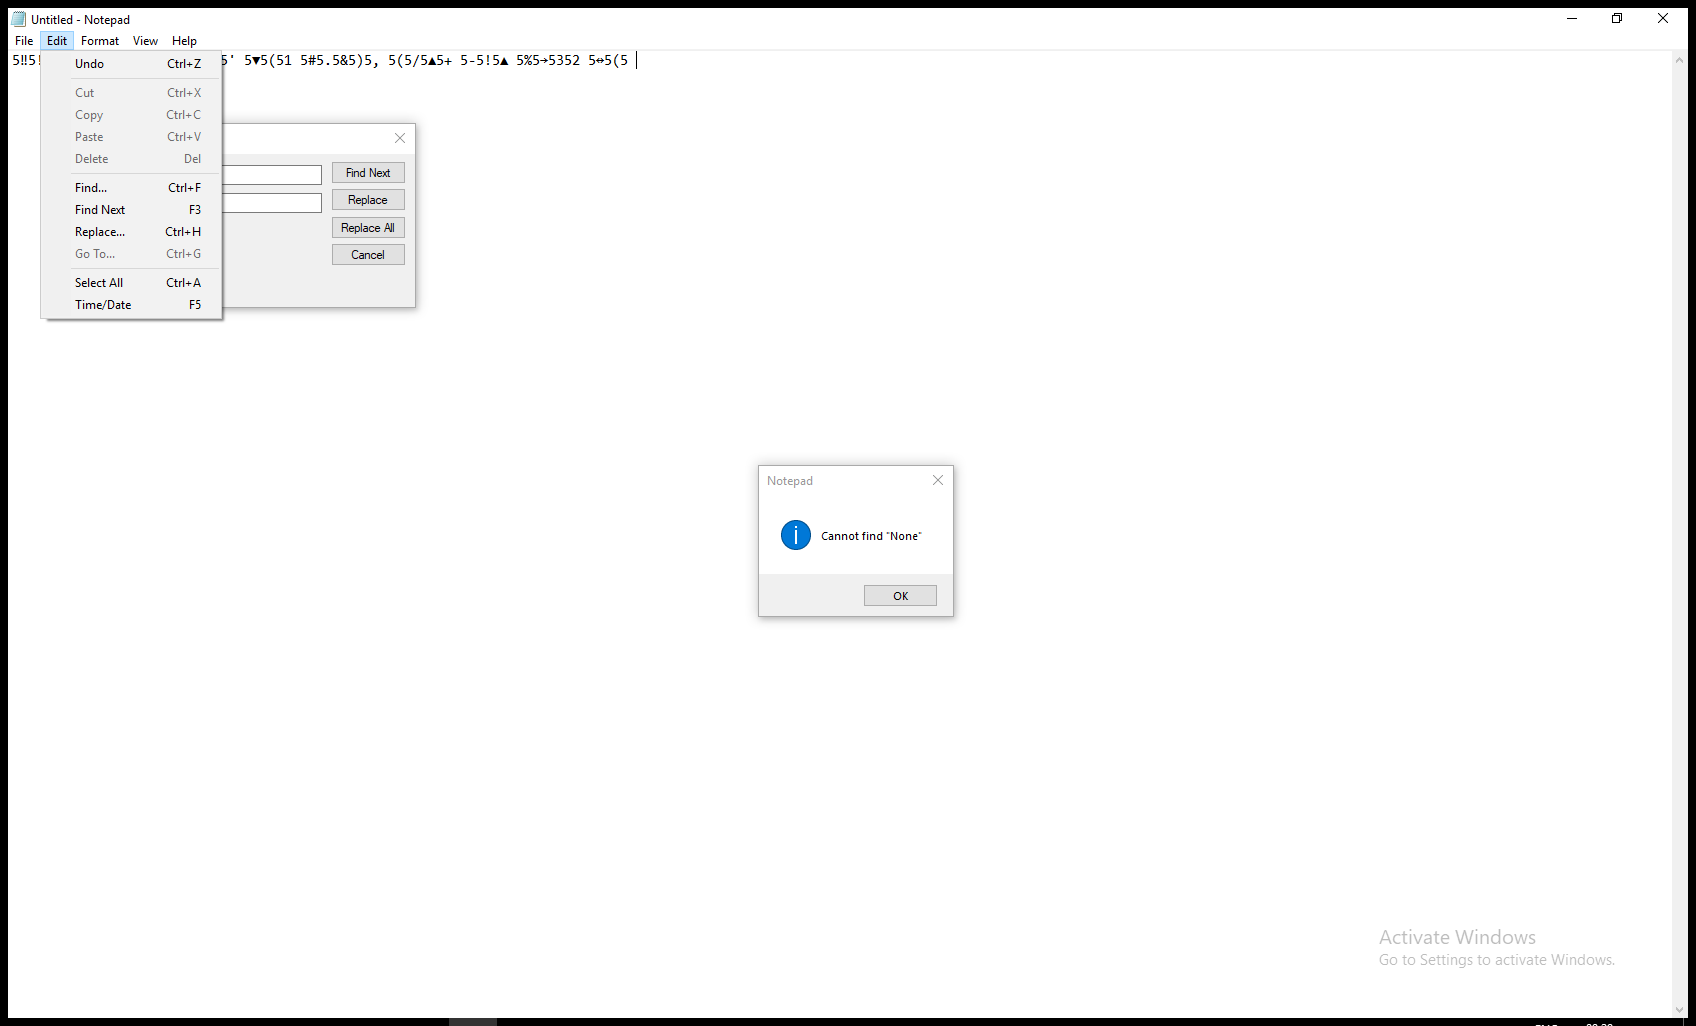 Untitled - Notepad
File Edit Format View Help
5‼5! 5' 5▼5(51 5#5.5&5)5, 5(5/5▲5+ 5-5!5▲ 5%5→5352 5↔5(5
Undo Ctrl+Z
Cut Ctrl+X
Copy Ctrl+C
Paste Ctrl+V
Delete Del
Find... Ctrl+F
Find Next F3
Replace... Ctrl+H
Go To... Ctrl+G
Select All Ctrl+A
Time/Date F5
Find Next
Replace
Replace All
Cancel
Notepad
Cannot find "None"
OK
Activate Windows
Go to Settings to activate Windows.